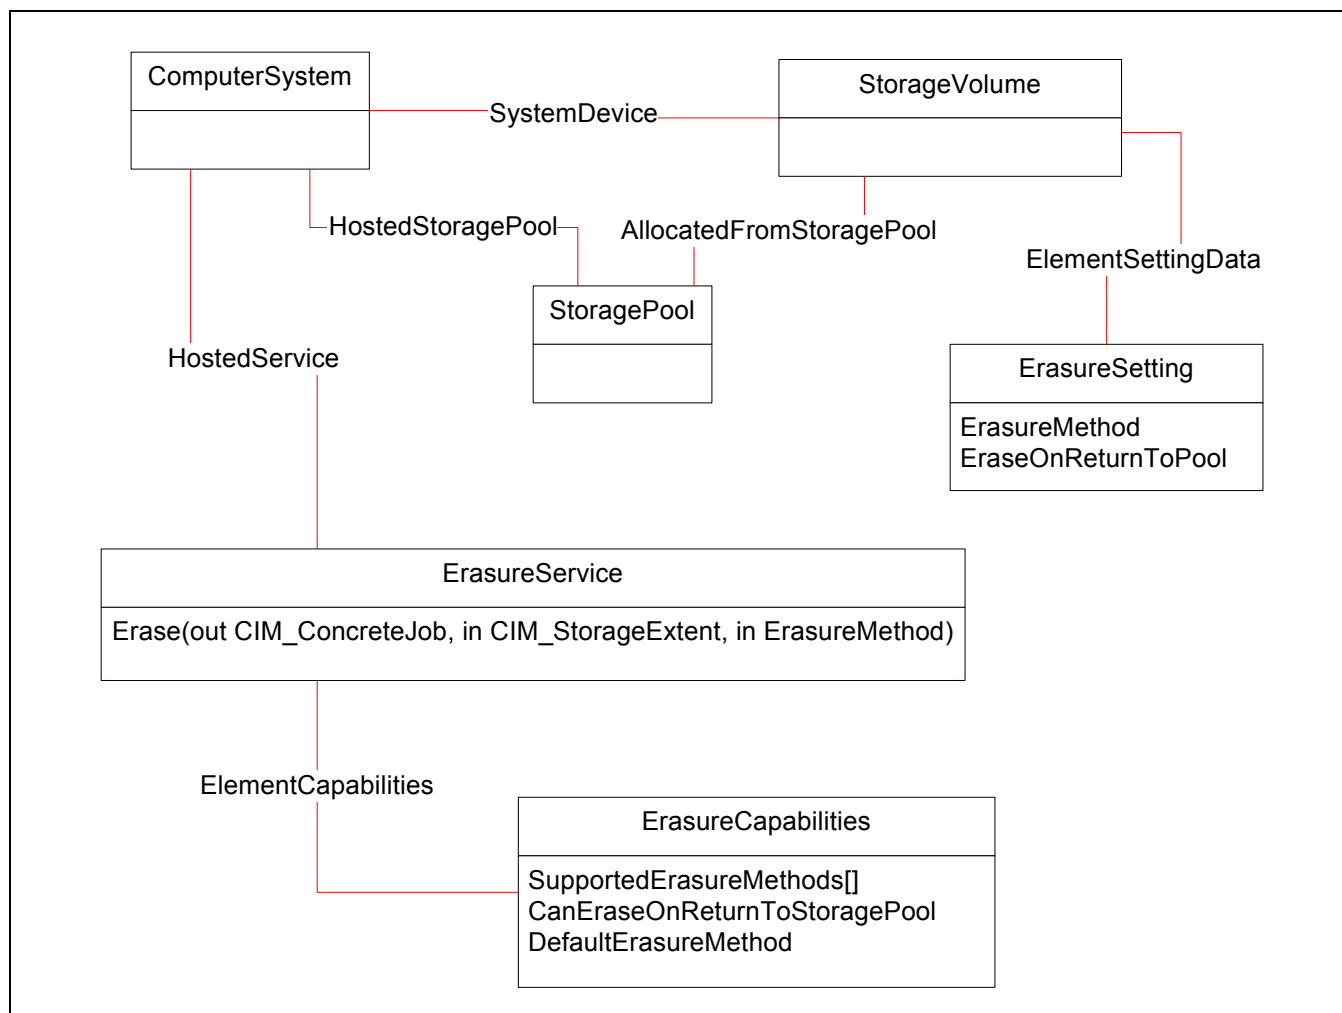 ComputerSystem
StorageVolume
SystemDevice
HostedStoragePool
AllocatedFromStoragePool
ElementSettingData
StoragePool
HostedService
ErasureSetting
ErasureMethod
EraseOnReturnToPool
ErasureService
Erase(out CIM_ConcreteJob, in CIM_StorageExtent, in ErasureMethod)
ElementCapabilities
ErasureCapabilities
SupportedErasureMethods[]
CanEraseOnReturnToStoragePool
DefaultErasureMethod